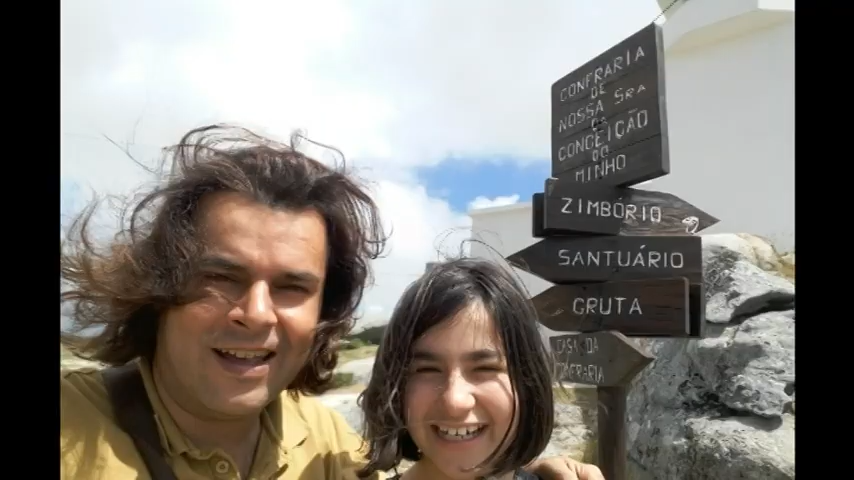 CONFRARIA
DE
NOSSA SRA
DA
CONCEIÇÃO
DO
MINHO
ZIMBÓRIO
SANTUÁRIO
GRUTA
CASA DA
CONFRARIA